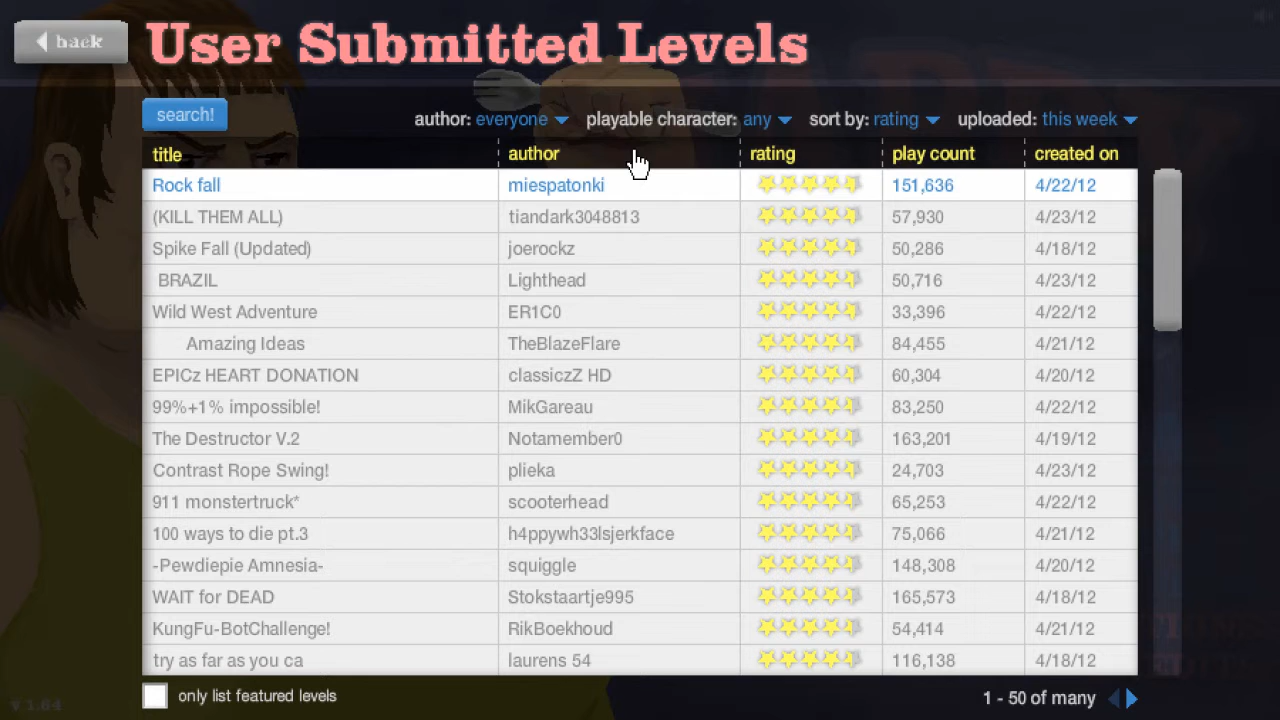 back
User Submitted Levels
search!
author: everyone playable character: any sort by: rating uploaded: this week
title author rating play count created on
Rock fall miespatonki 151,636 4/22/12
(KILL THEM ALL) tiandark3048813 57,930 4/23/12
Spike Fall (Updated) joerockz 50,286 4/18/12
BRAZIL Lighthead 50,716 4/23/12
Wild West Adventure ER1C0 33,396 4/22/12
Amazing Ideas TheBlazeFlare 84,455 4/21/12
EPICz HEART DONATION classiczZ HD 60,304 4/20/12
99%+1% impossible! MikGareau 83,250 4/22/12
The Destructor V.2 Notamember0 163,201 4/19/12
Contrast Rope Swing! plieka 24,703 4/23/12
911 monstertruck* scooterhead 65,253 4/22/12
100 ways to die pt.3 h4ppywh33lsjerkface 75,066 4/21/12
-Pewdiepie Amnesia- squiggle 148,308 4/20/12
WAIT for DEAD Stokstaartje995 165,573 4/18/12
KungFu-BotChallenge! RikBoekhoud 54,414 4/21/12
try as far as you ca laurens 54 116,138 4/18/12
only list featured levels
1 - 50 of many
v 1.64